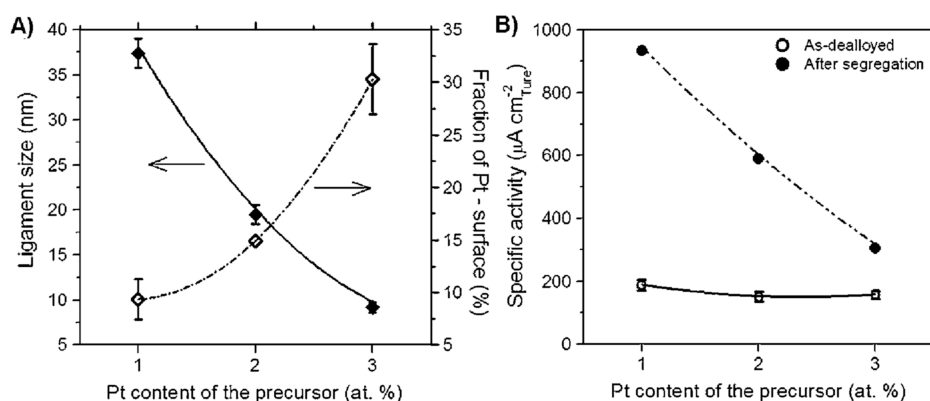 A)
40
35
30
25
20
15
10
5
Ligament size (nm)
35
30
25
20
15
10
5
Fraction of Pt - surface (%)
1 2 3
Pt content of the precursor (at. %)
B)
1000
800
600
400
200
0
Specific activity (µA cm⁻²Ture)
As-dealloyed
After segregation
1 2 3
Pt content of the precursor (at. %)